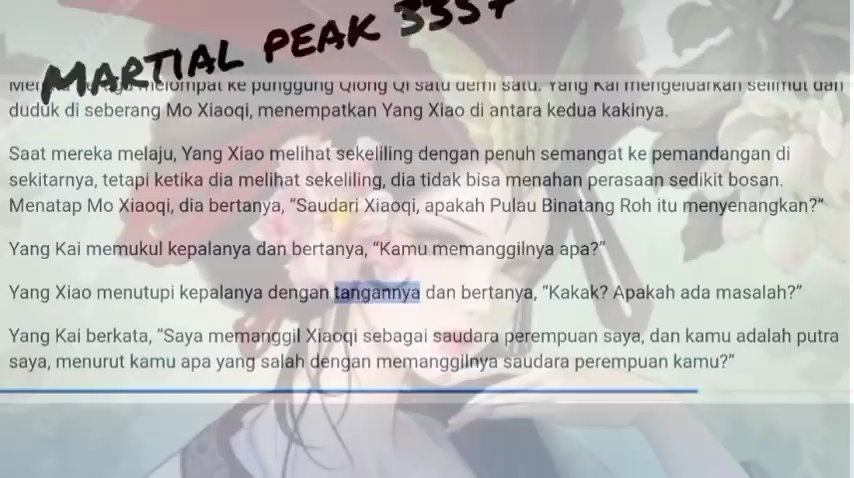 MARTIAL PEAK 3357
melompat ke punggung Qiong Qi satu demi satu. Yang Kai mengeluarkan selimut dan
duduk di seberang Mo Xiaoqi, menempatkan Yang Xiao di antara kedua kakinya.
Saat mereka melaju, Yang Xiao melihat sekeliling dengan penuh semangat ke pemandangan di
sekitarnya, tetapi ketika dia melihat sekeliling, dia tidak bisa menahan perasaan sedikit bosan.
Menatap Mo Xiaoqi, dia bertanya, “Saudari Xiaoqi, apakah Pulau Binatang Roh itu menyenangkan?“
Yang Kai memukul kepalanya dan bertanya, “Kamu memanggilnya apa?”
Yang Xiao menutupi kepalanya dengan tangannya dan bertanya, “Kakak? Apakah ada masalah?”
Yang Kai berkata, “Saya memanggil Xiaoqi sebagai saudara perempuan saya, dan kamu adalah putra
saya, menurut kamu apa yang salah dengan memanggilnya saudara perempuan kamu?”